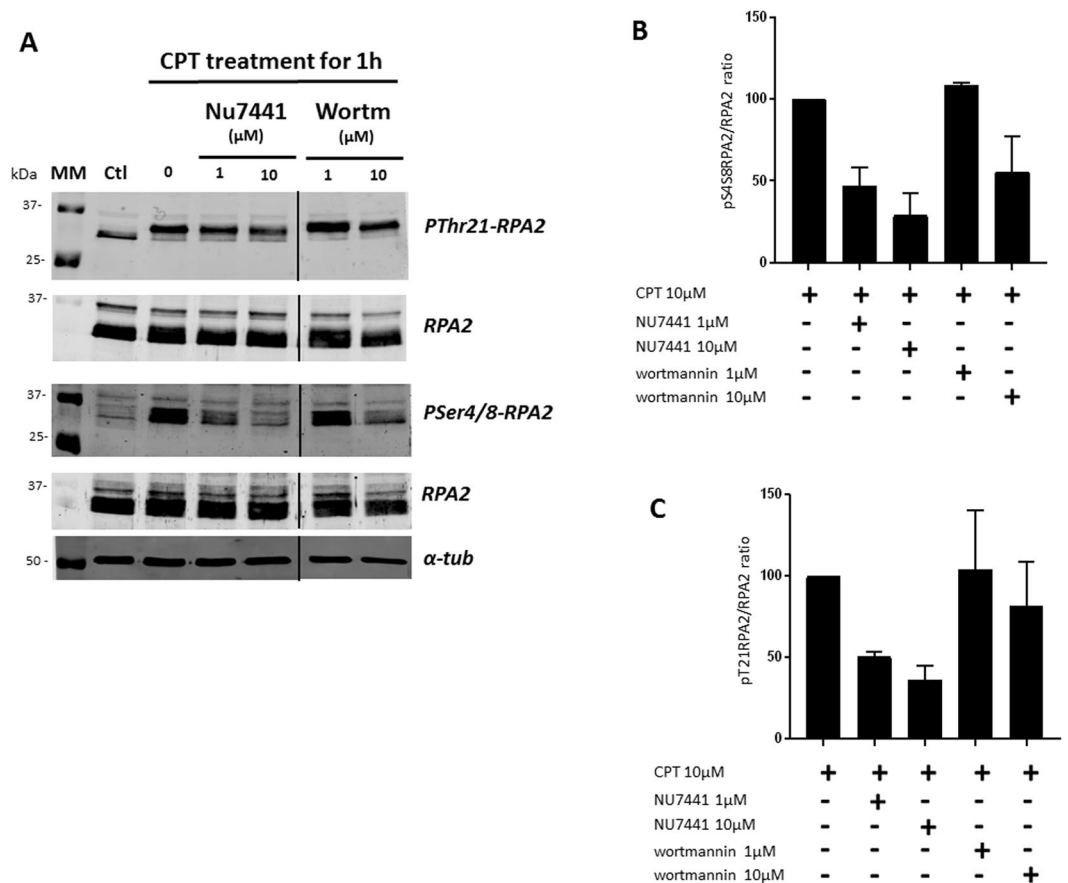 A
CPT treatment for 1h
Nu7441 Wortm
(µM) (µM)
kDa MM Ctl 0 1 10 1 10
37-
PThr21-RPA2
25-
37-
RPA2
37-
PSer4/8-RPA2
25-
37-
RPA2
50 - α-tub
B
150
100
50
0
pS4S8RPA2/RPA2 ratio
CPT 10µM + + + + +
NU7441 1µM - + - - -
NU7441 10µM - - + - -
wortmannin 1µM - - - + -
wortmannin 10µM - - - - +
C
150
100
50
0
pT21RPA2/RPA2 ratio
CPT 10µM + + + + +
NU7441 1µM - + - - -
NU7441 10µM - - + - -
wortmannin 1µM - - - + -
wortmannin 10µM - - - - +